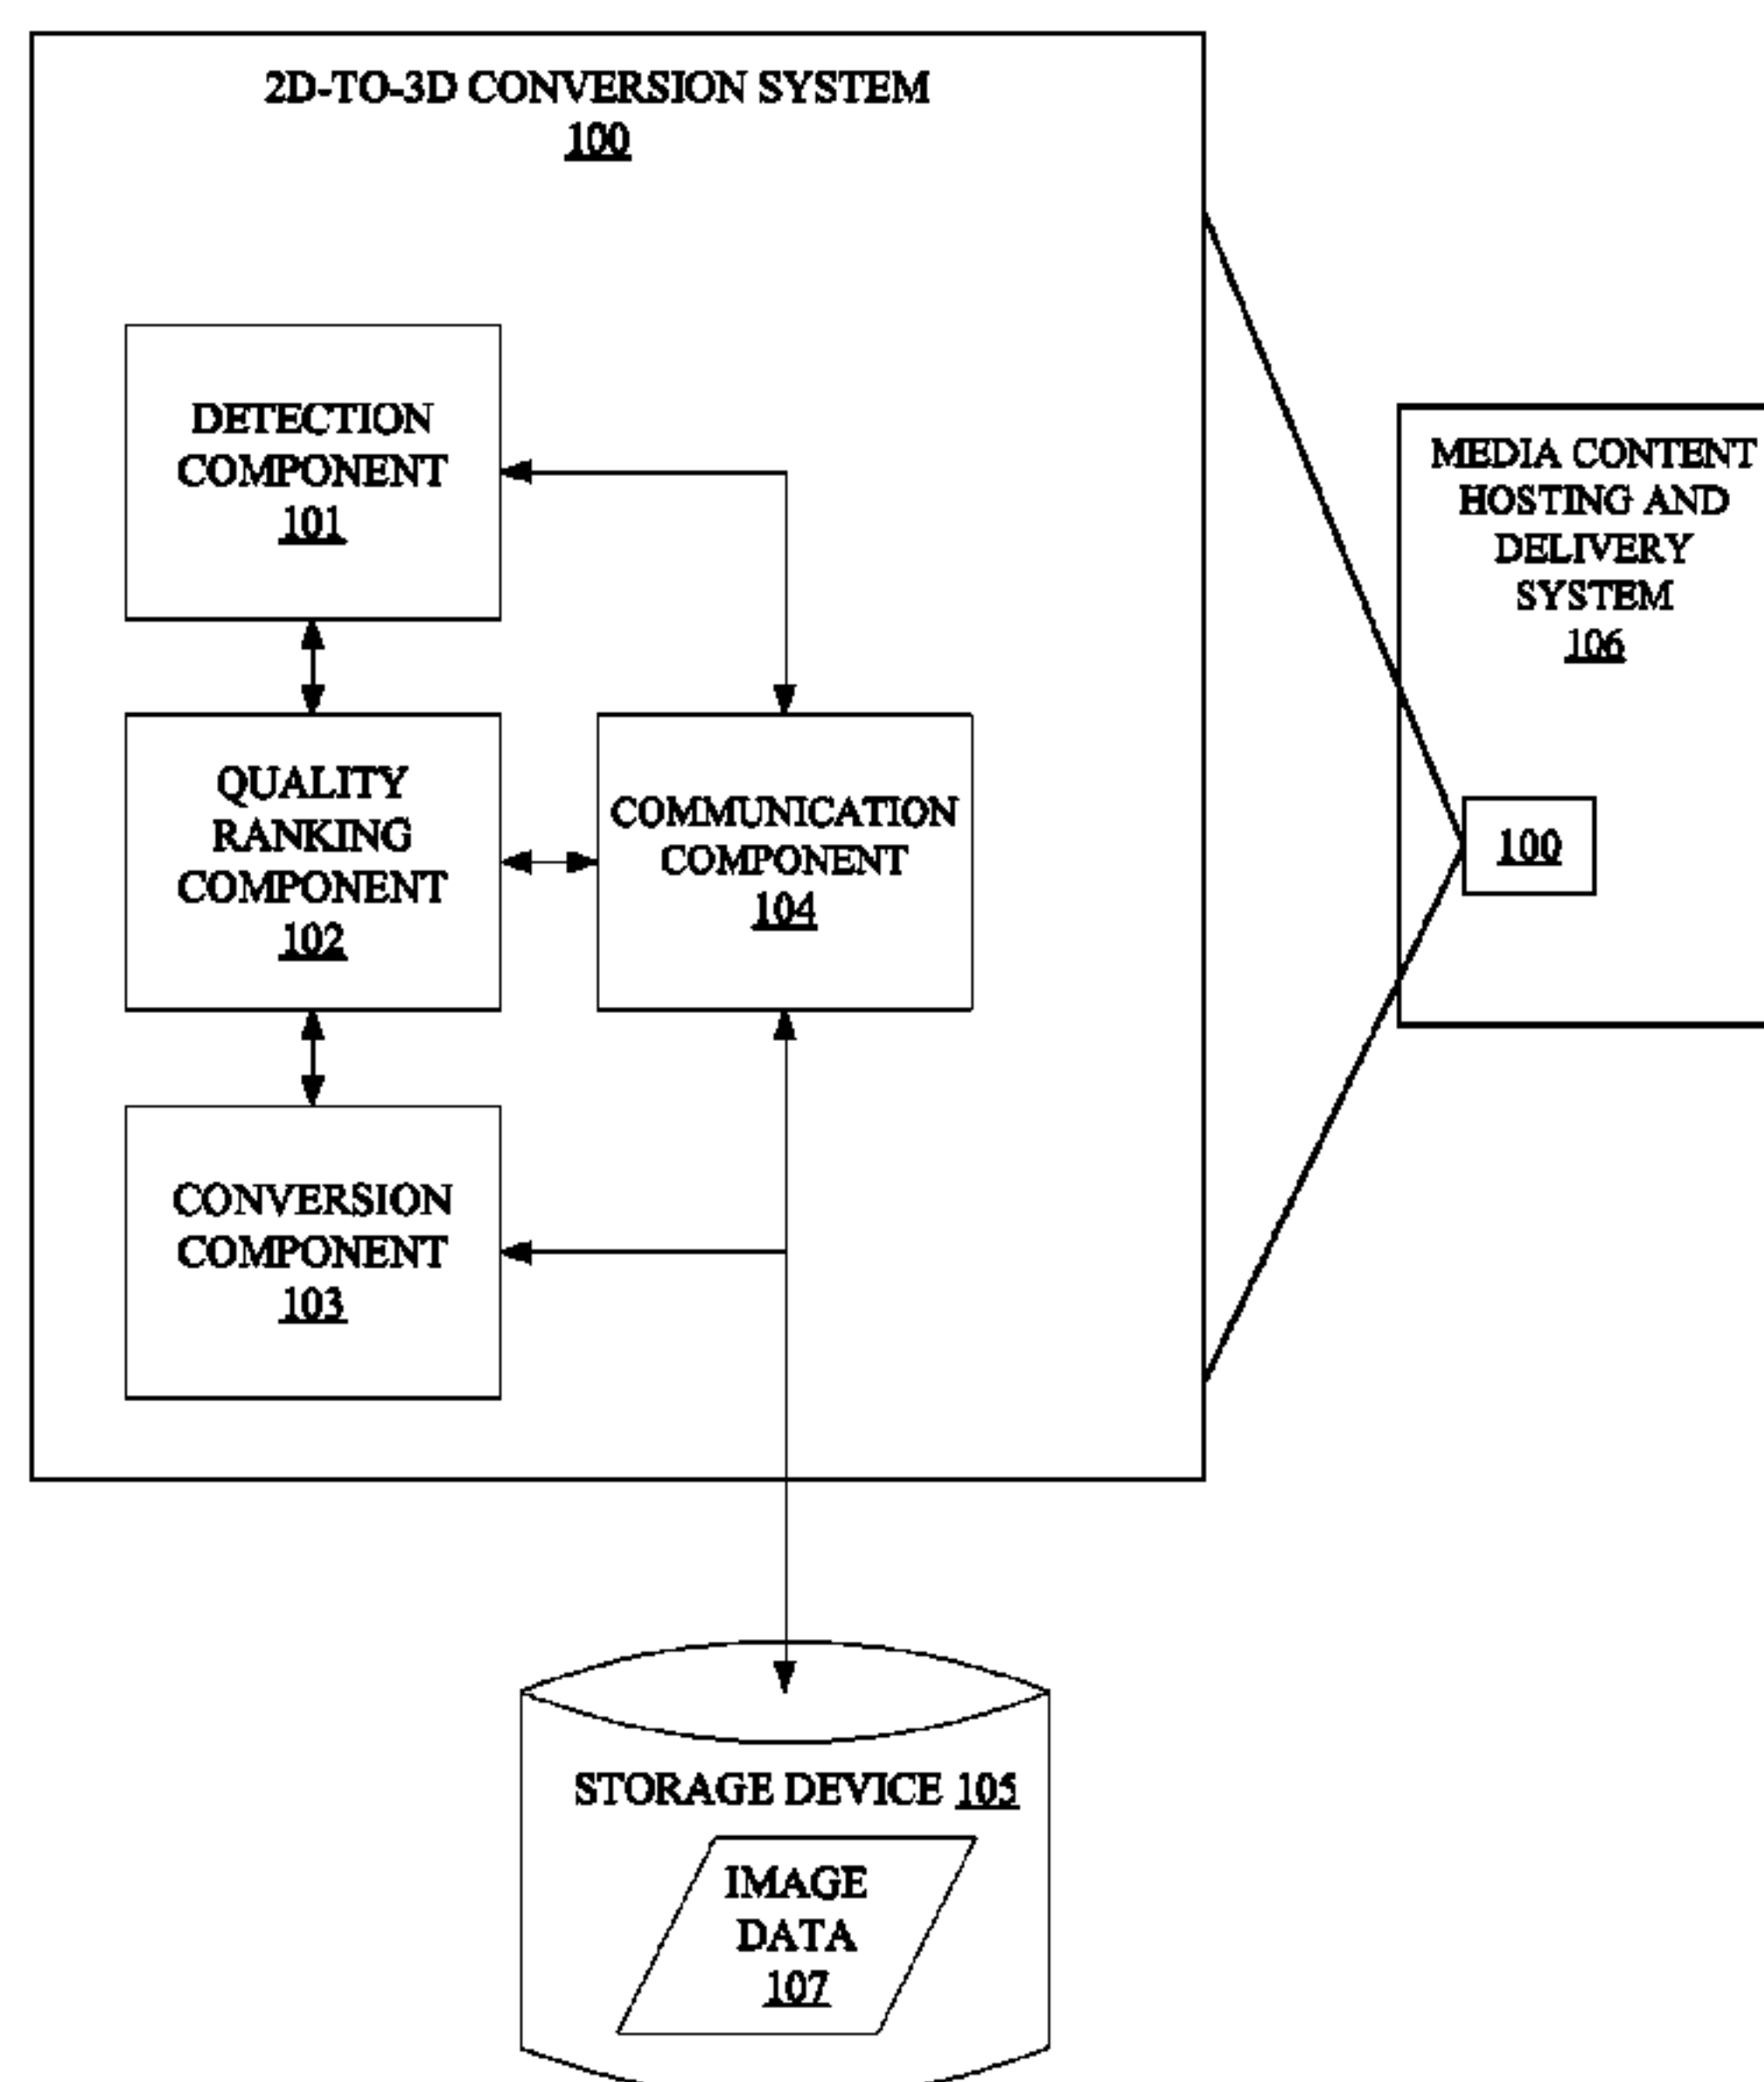 2D-TO-3D CONVERSION SYSTEM
100
DETECTION
COMPONENT
101
QUALITY
RANKING
COMPONENT
102
COMMUNICATION
COMPONENT
104
CONVERSION
COMPONENT
103
MEDIA CONTENT
HOSTING AND
DELIVERY
SYSTEM
106
100
STORAGE DEVICE 105
IMAGE
DATA
107